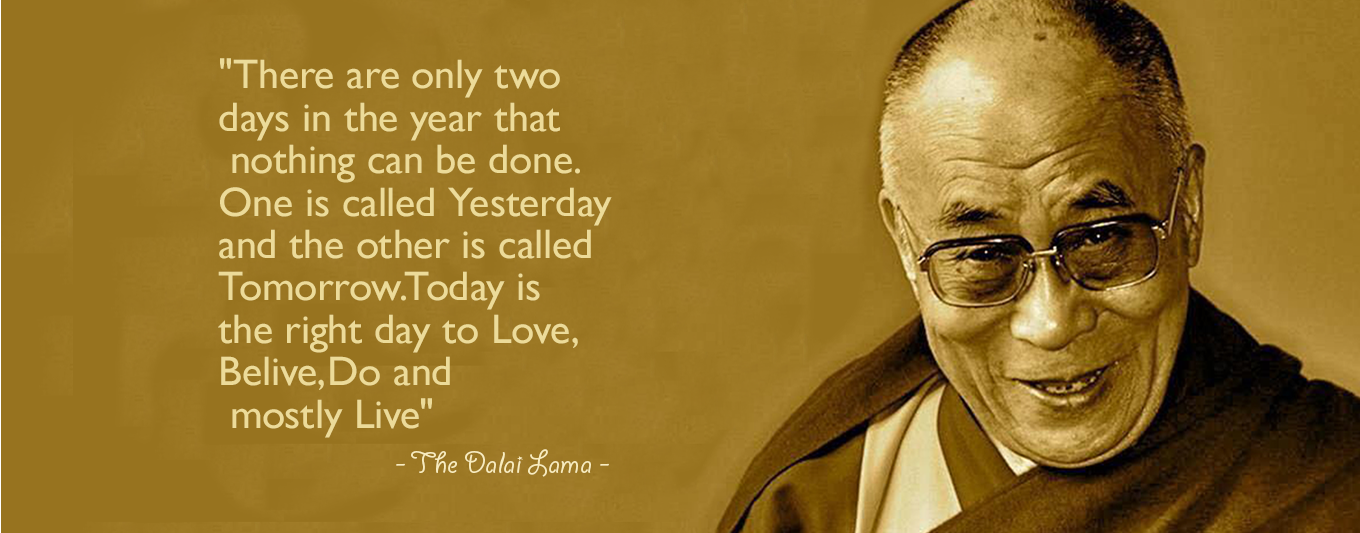 "There are only two
days in the year that
nothing can be done.
One is called Yesterday
and the other is called
Tomorrow.Today is
the right day to Love,
Belive,Do and
mostly Live"
- The Dalai Lama -